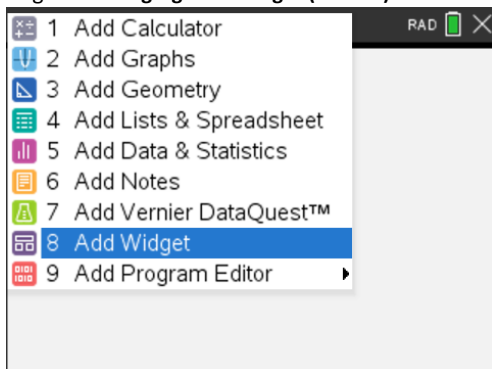 1 Add Calculator
RAD
2 Add Graphs
3 Add Geometry
4 Add Lists & Spreadsheet
5 Add Data & Statistics
6 Add Notes
7 Add Vernier DataQuest™
8 Add Widget
9 Add Program Editor